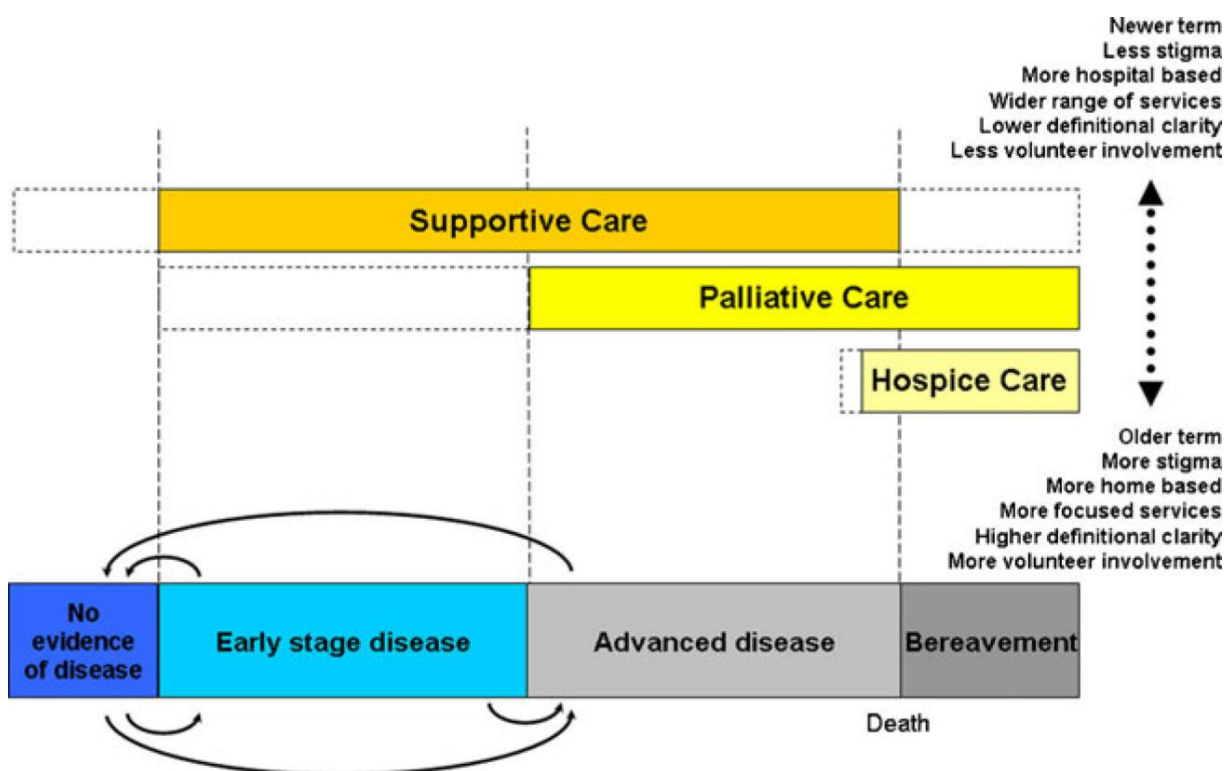 Newer term
Less stigma
More hospital based
Wider range of services
Lower definitional clarity
Less volunteer involvement
Supportive Care
Palliative Care
Hospice Care
Older term
More stigma
More home based
More focused services
Higher definitional clarity
More volunteer involvement
No
evidence
of disease
Early stage disease
Advanced disease
Bereavement
Death